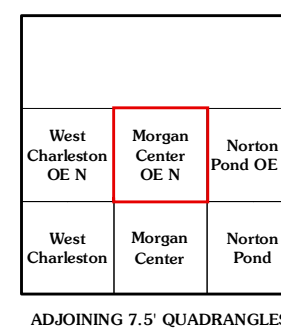 West
Charleston
OE N
Morgan
Center
OE N
Norton
Pond OE
West
Charleston
Morgan
Center
Norton
Pond
ADJOINING 7.5' QUADRANGLES